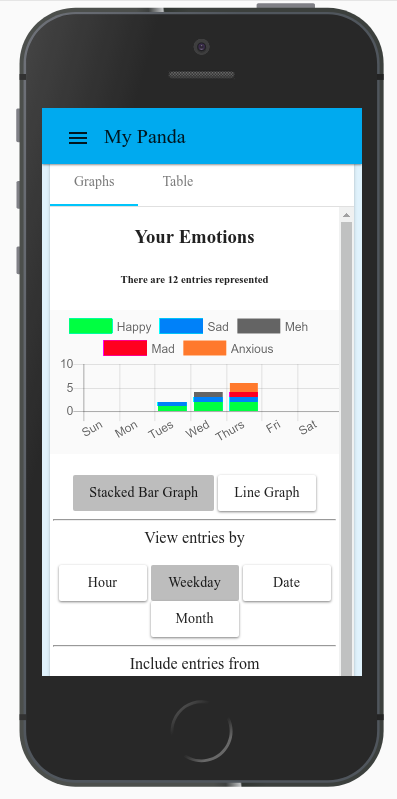 My Panda
Graphs Table
Your Emotions
There are 12 entries represented
Happy Sad Meh
Mad Anxious
10
5
0
Sun Mon Tues Wed Thurs Fri Sat
Stacked Bar Graph Line Graph
View entries by
Hour Weekday Date
Month
Include entries from